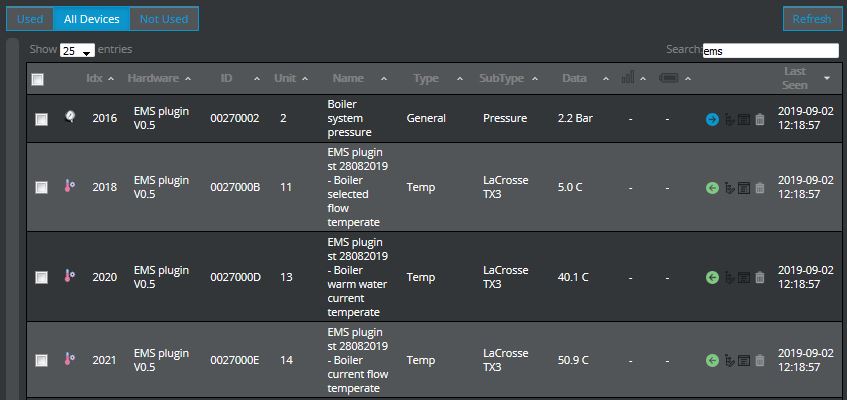 Used All Devices Not Used Refresh
Show 25 entries Search: ems
Idx Hardware ID Unit Name Type SubType Data Last Seen
2016 EMS plugin V0.5 00270002 2 Boiler system pressure General Pressure 2.2 Bar - - 2019-09-02 12:18:57
2018 EMS plugin V0.5 0027000B 11 EMS plugin st 28082019 - Boiler selected flow temperate Temp LaCrosse TX3 5.0 C - - 2019-09-02 12:18:57
2020 EMS plugin V0.5 0027000D 13 EMS plugin st 28082019 - Boiler warm water current temperate Temp LaCrosse TX3 40.1 C - - 2019-09-02 12:18:57
2021 EMS plugin V0.5 0027000E 14 EMS plugin st 28082019 - Boiler current flow temperate Temp LaCrosse TX3 50.9 C - - 2019-09-02 12:18:57